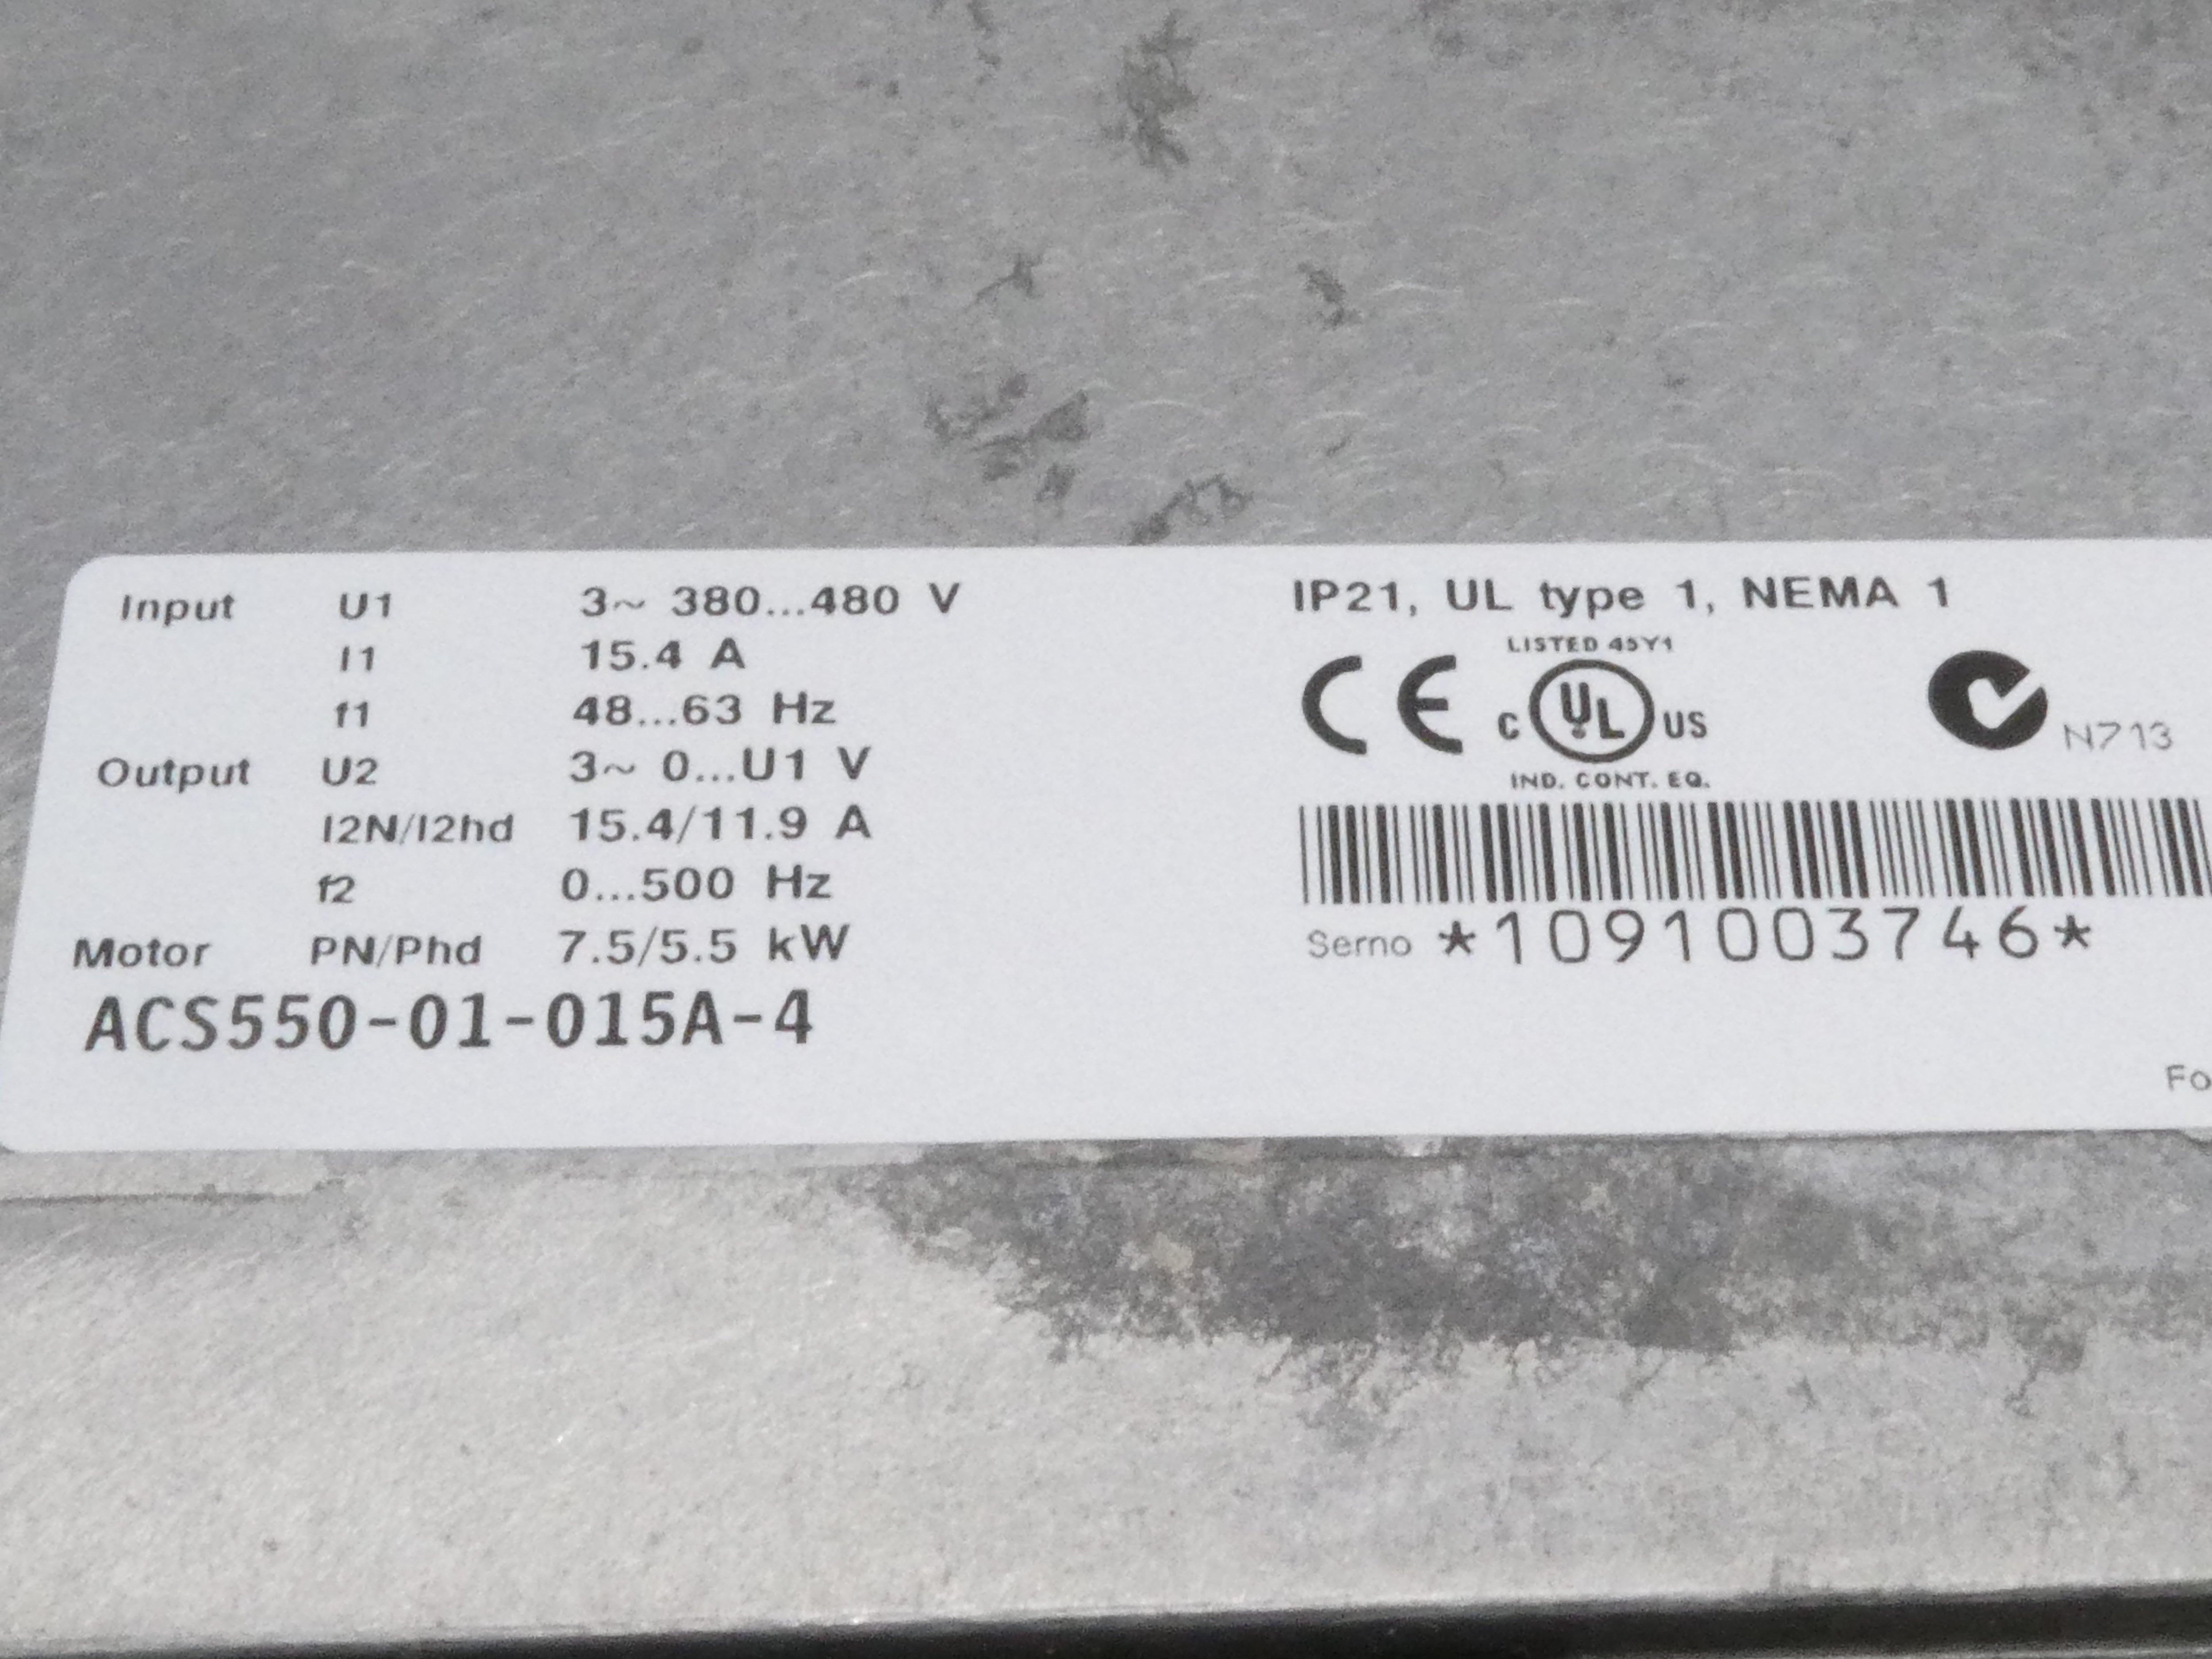 Input U1 3~ 380...480 V
I1 15.4 A
f1 48...63 Hz
Output U2 3~ 0...U1 V
I2N/I2hd 15.4/11.9 A
f2 0...500 Hz
Motor PN/Phd 7.5/5.5 kW
ACS550-01-015A-4
IP21, UL type 1, NEMA 1
LISTED 45Y1
CE C UL US N713
IND. CONT. EQ.
Serno *1091003746*
Fo